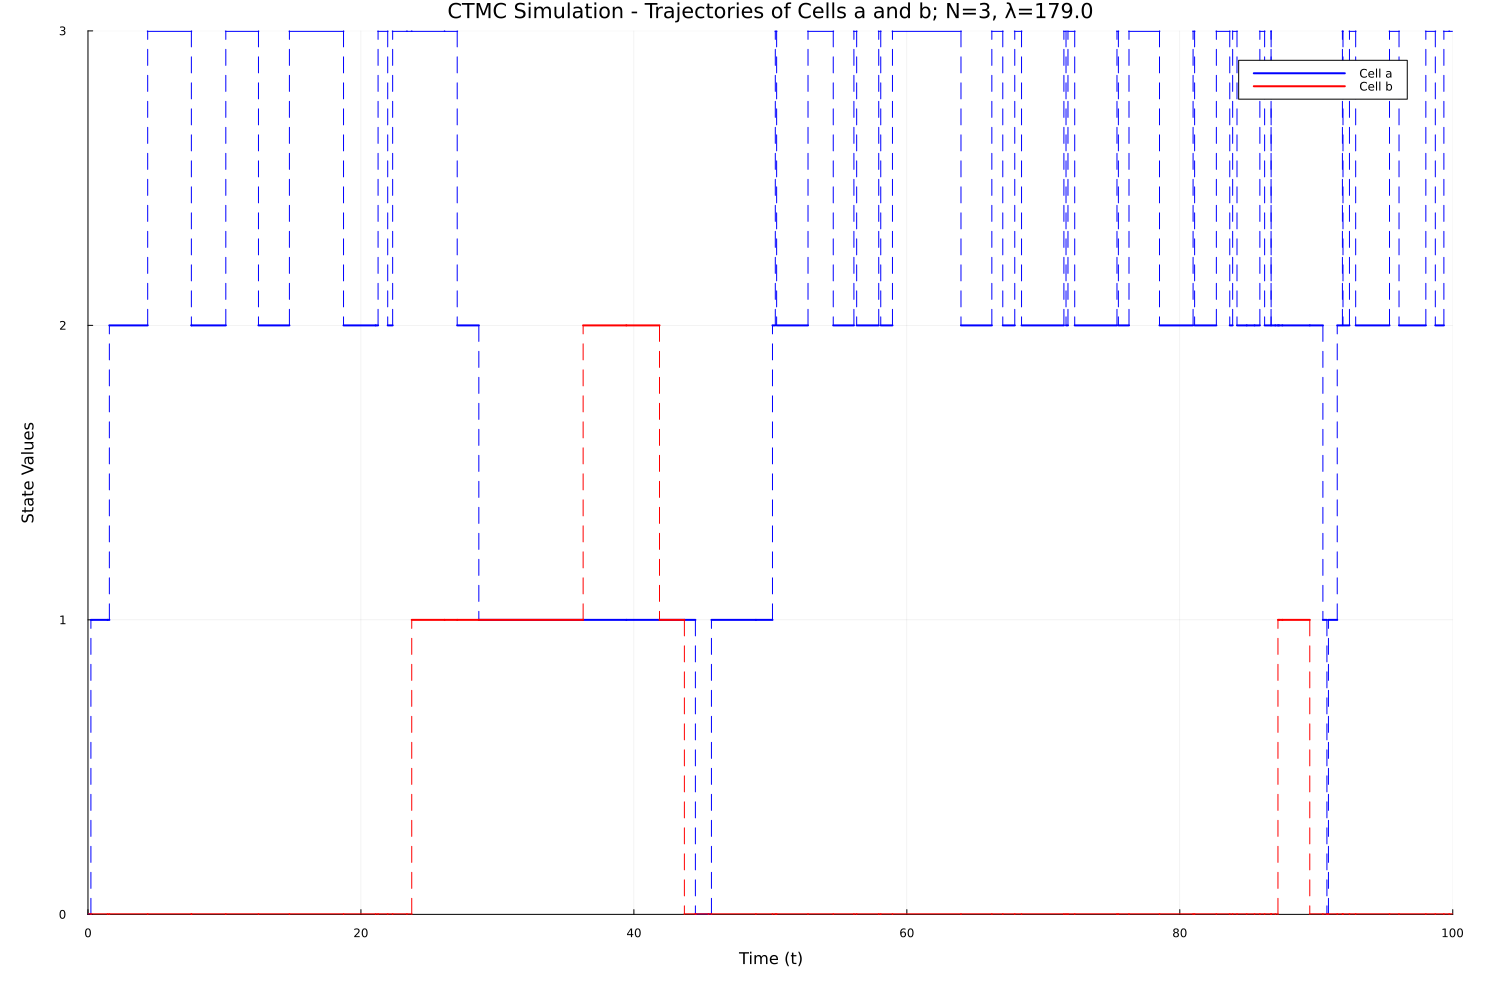 CTMC Simulation - Trajectories of Cells a and b; N=3, λ=179.0
3
Cell a
Cell b
2
State Values
1
0
0 20 40 60 80 100
Time (t)